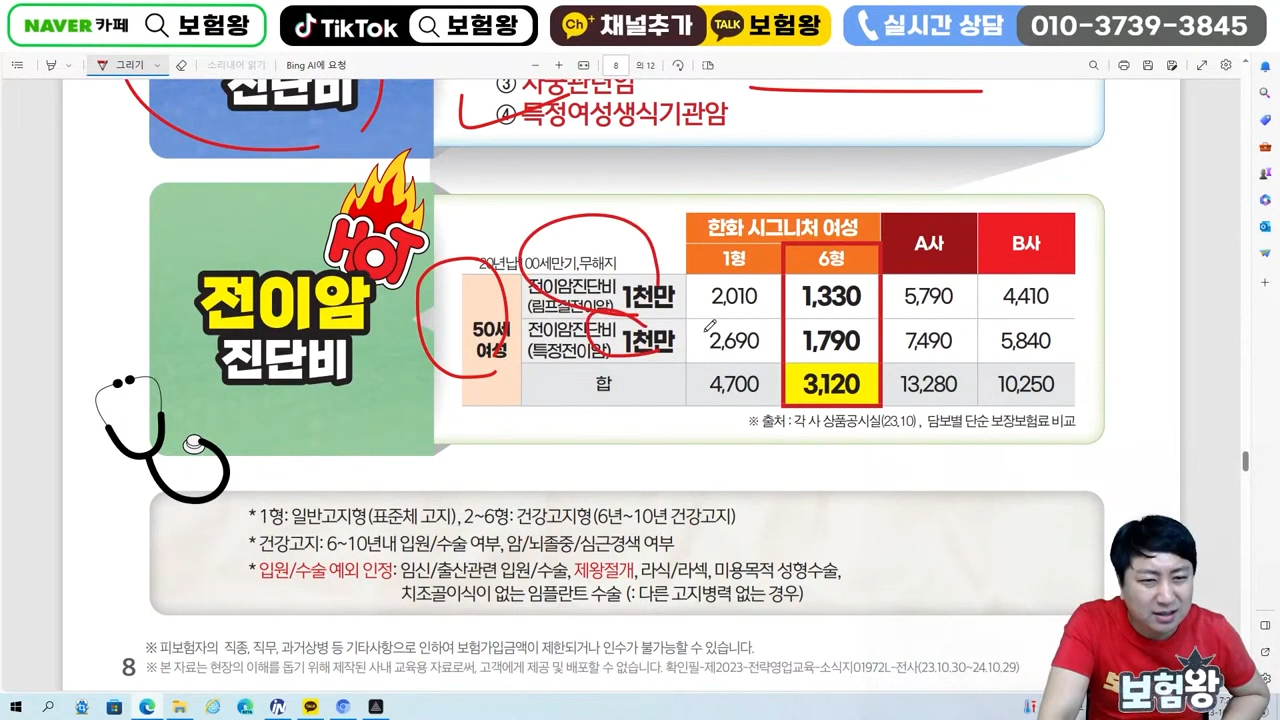 NAVER 카페 보험왕
TikTok 보험왕
Ch+ 채널추가 TALK 보험왕
실시간 상담 010-3739-3845
그리기
소리내어 읽기
Bing AI에 요청
8 의 12
진단비
③ 자궁관련암
④ 특정여성생식기관암
HOT
전이암
진단비
20년납100세만기,무해지
한화 시그니처 여성 A사 B사
1형 6형
50세
여성
전이암진단비
(림프절전이암) 1천만 2,010 1,330 5,790 4,410
전이암진단비
(특정전이암) 1천만 2,690 1,790 7,490 5,840
합 4,700 3,120 13,280 10,250
※ 출처 : 각 사 상품공시실(23.10) , 담보별 단순 보장보험료 비교
* 1형: 일반고지형(표준체 고지), 2~6형: 건강고지형(6년~10년 건강고지)
* 건강고지: 6~10년내 입원/수술 여부, 암/뇌졸중/심근경색 여부
* 입원/수술 예외 인정: 임신/출산관련 입원/수술, 제왕절개, 라식/라섹, 미용목적 성형수술,
치조골이식이 없는 임플란트 수술 (: 다른 고지병력 없는 경우)
※ 피보험자의 직종, 직무, 과거상병 등 기타사항으로 인하여 보험가입금액이 제한되거나 인수가 불가능할 수 있습니다.
8 ※ 본 자료는 현장의 이해를 돕기 위해 제작된 사내 교육용 자료로써, 고객에게 제공 및 배포할 수 없습니다. 확인필-제2023-전략영업교육-소식지01972L-전사(23.10.30~24.10.29)
보험왕